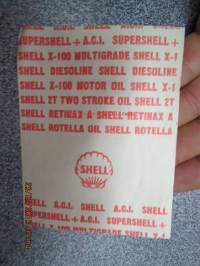 SUPERSHELL + A.C.I. SUPERSHELL +
SHELL X-100 MULTIGRADE SHELL X-1
SHELL DIESOLINE SHELL DIESOLINE
SHELL X-100 MOTOR OIL SHELL X-1
SHELL 2T TWO STROKE OIL SHELL 2T
SHELL RETINAX A SHELL RETINAX A
SHELL ROTELLA OIL SHELL ROTELLA
SHELL
SHELL A.C.I. SHELL A.C.I. SHELL
+ SUPERSHELL + A.C.I. SUPERSHELL
X-100 MULTIGRADE SHELL X-100